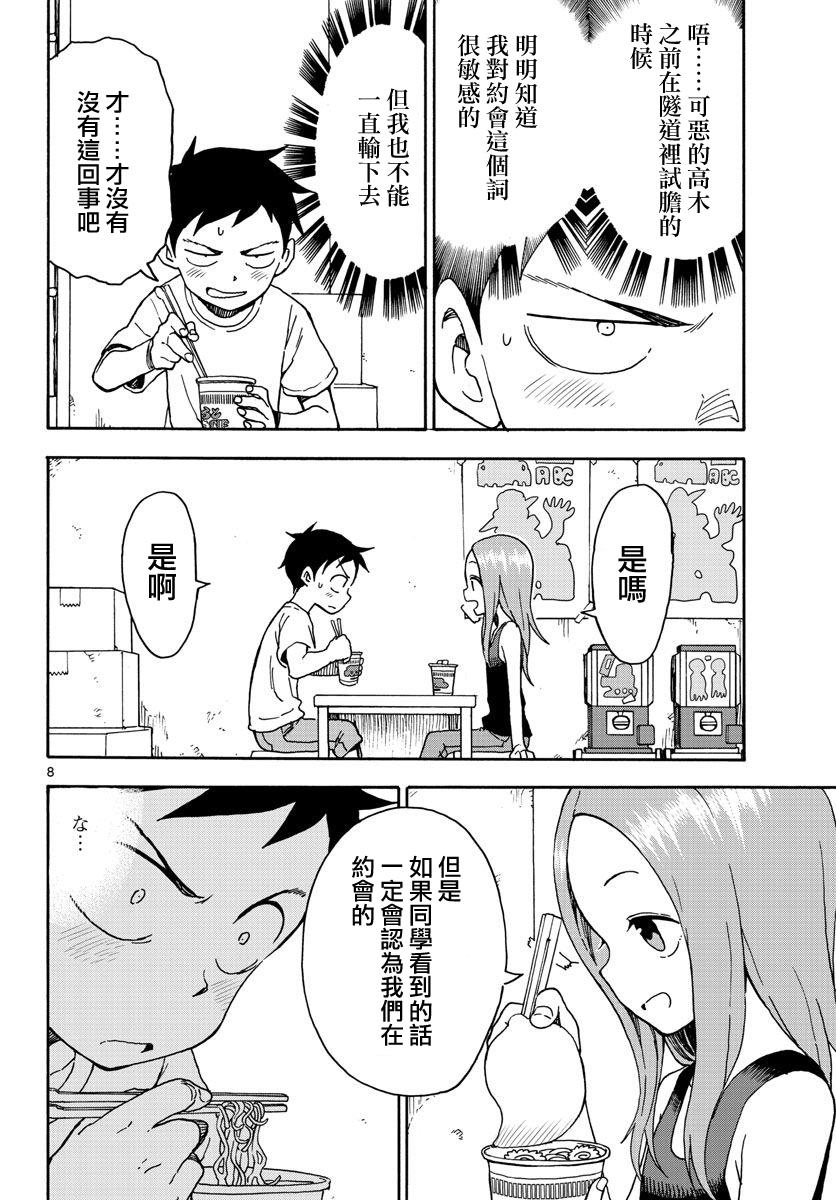 唔……可惡的高木
之前在隧道裡試膽的
時候
明明知道
我對約會這個詞
很敏感的
但我也不能
一直輸下去
才……才沒有
沒有這回事吧
ABC
ABC
是嗎
是啊
8
但是
如果同學看到的話
一定會認為我們在
約會的
な…